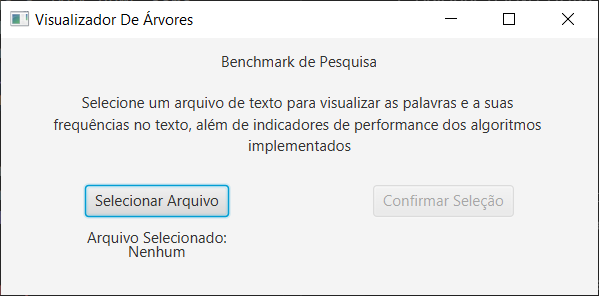 Visualizador De Árvores
Benchmark de Pesquisa
Selecione um arquivo de texto para visualizar as palavras e a suas
frequências no texto, além de indicadores de performance dos algoritmos
implementados
Selecionar Arquivo
Confirmar Seleção
Arquivo Selecionado:
Nenhum